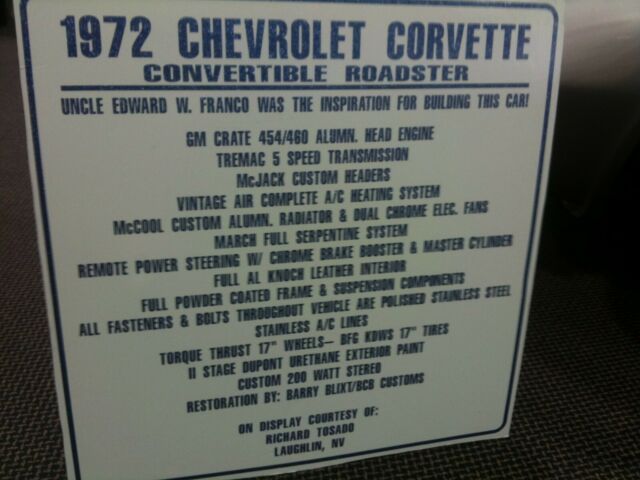 1972 CHEVROLET CORVETTE
CONVERTIBLE ROADSTER
UNCLE EDWARD W. FRANCO WAS THE INSPIRATION FOR BUILDING THIS CAR!
GM CRATE 454/460 ALUMN. HEAD ENGINE
TREMAC 5 SPEED TRANSMISSION
McJACK CUSTOM HEADERS
VINTAGE AIR COMPLETE A/C HEATING SYSTEM
McCOOL CUSTOM ALUMN. RADIATOR & DUAL CHROME ELEC. FANS
MARCH FULL SERPENTINE SYSTEM
REMOTE POWER STEERING W/ CHROME BRAKE BOOSTER & MASTER CYLINDER
FULL AL KNOCH LEATHER INTERIOR
FULL POWDER COATED FRAME & SUSPENSION COMPONENTS
ALL FASTENERS & BOLTS THROUGHOUT VEHICLE ARE POLISHED STAINLESS STEEL
STAINLESS A/C LINES
TORQUE THRUST 17" WHEELS– BFG KDWS 17" TIRES
II STAGE DUPONT URETHANE EXTERIOR PAINT
CUSTOM 200 WATT STEREO
RESTORATION BY: BARRY BLIXT/BCB CUSTOMS
ON DISPLAY COURTESY OF:
RICHARD TOSADO
LAUGHLIN, NV